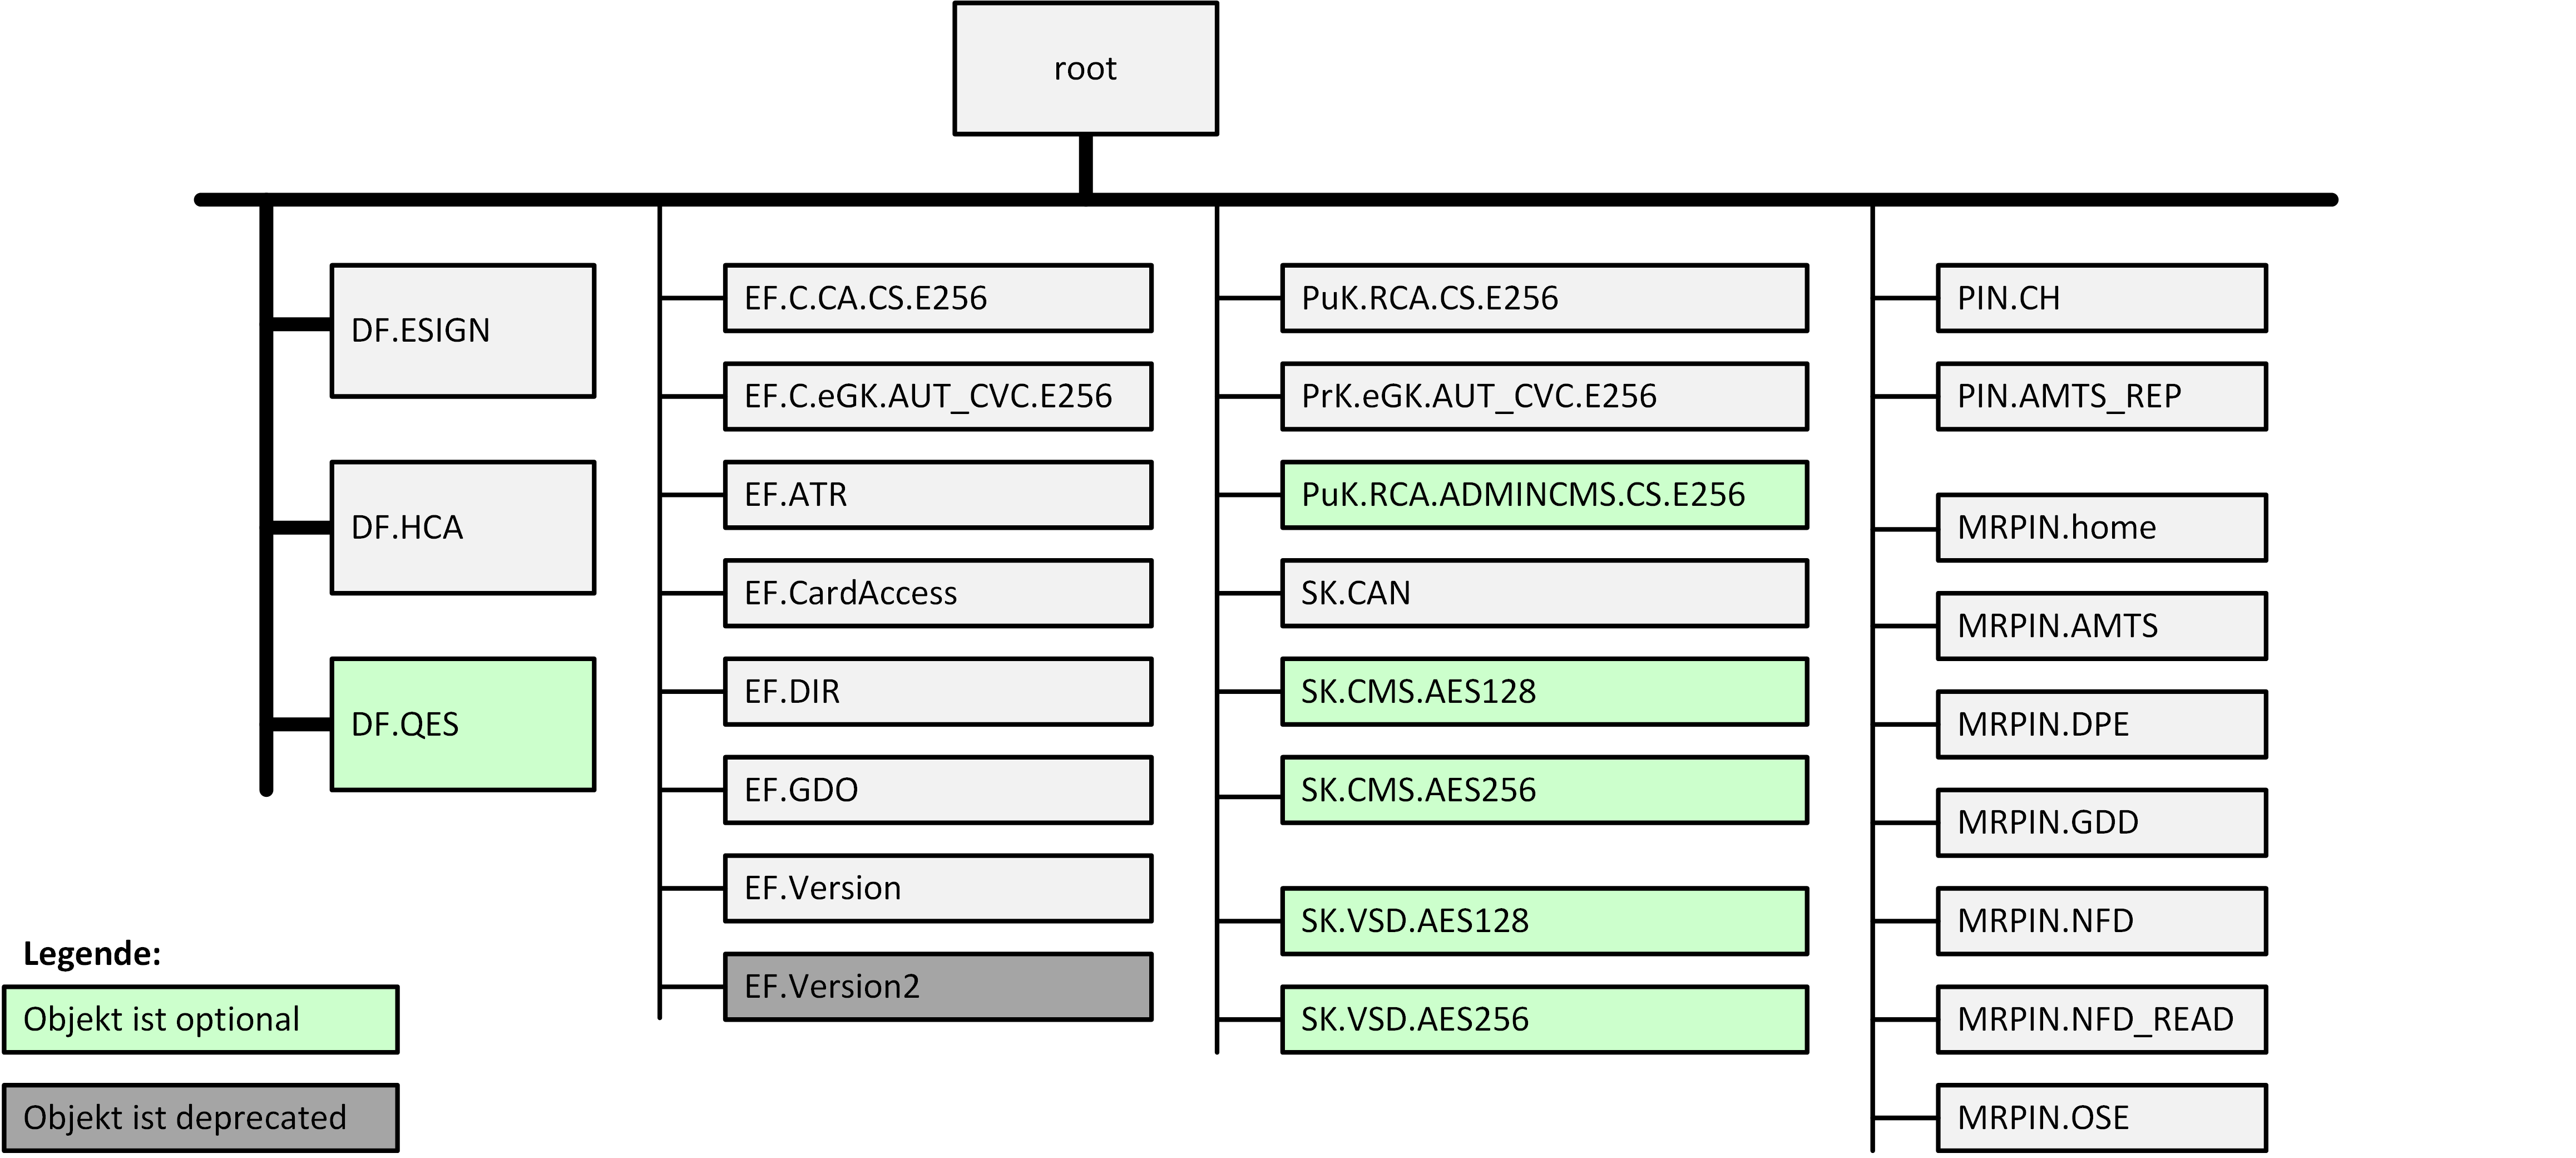 root
DF.ESIGN
DF.HCA
DF.QES
EF.C.CA.CS.E256
EF.C.eGK.AUT_CVC.E256
EF.ATR
EF.CardAccess
EF.DIR
EF.GDO
EF.Version
EF.Version2
PuK.RCA.CS.E256
PrK.eGK.AUT_CVC.E256
PuK.RCA.ADMINCMS.CS.E256
SK.CAN
SK.CMS.AES128
SK.CMS.AES256
SK.VSD.AES128
SK.VSD.AES256
PIN.CH
PIN.AMTS_REP
MRPIN.home
MRPIN.AMTS
MRPIN.DPE
MRPIN.GDD
MRPIN.NFD
MRPIN.NFD_READ
MRPIN.OSE
Legende:
Objekt ist optional
Objekt ist deprecated